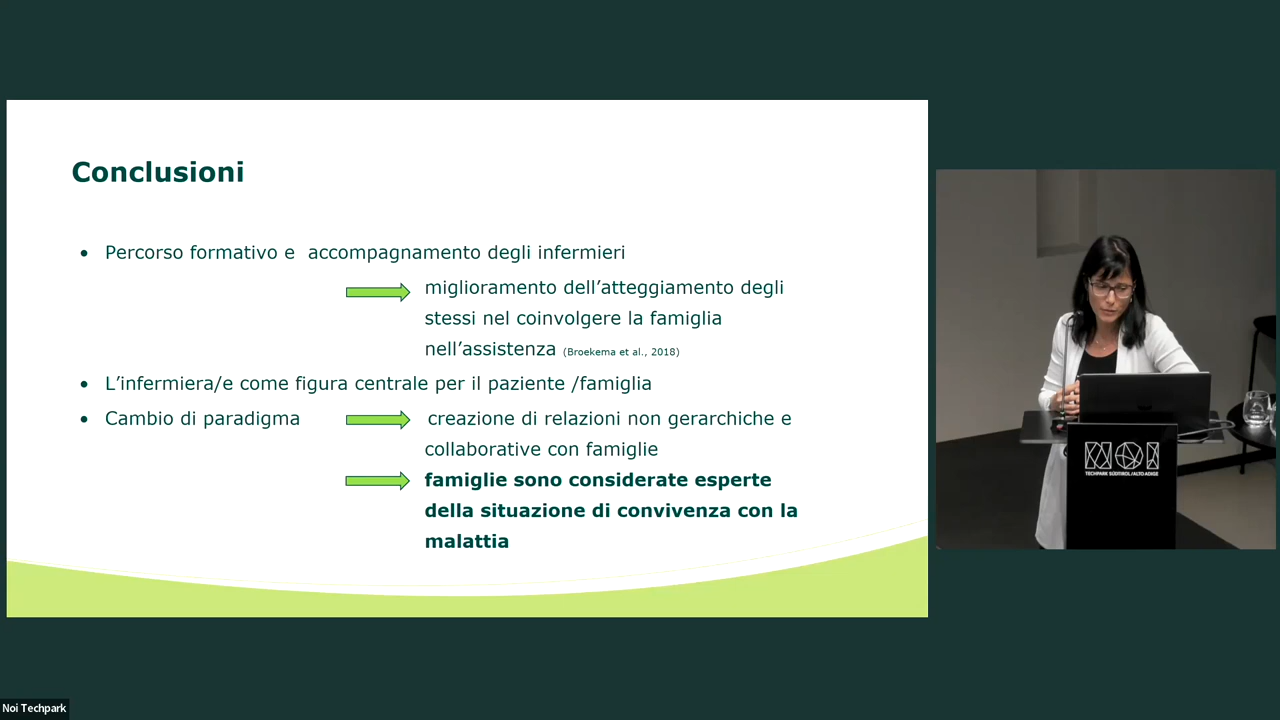 Conclusioni
• Percorso formativo e accompagnamento degli infermieri
miglioramento dell’atteggiamento degli
stessi nel coinvolgere la famiglia
nell’assistenza (Broekema et al., 2018)
• L’infermiera/e come figura centrale per il paziente /famiglia
• Cambio di paradigma creazione di relazioni non gerarchiche e
collaborative con famiglie
famiglie sono considerate esperte
della situazione di convivenza con la
malattia
NOI
TECHPARK SÜDTIROL/ALTO ADIGE
Noi Techpark